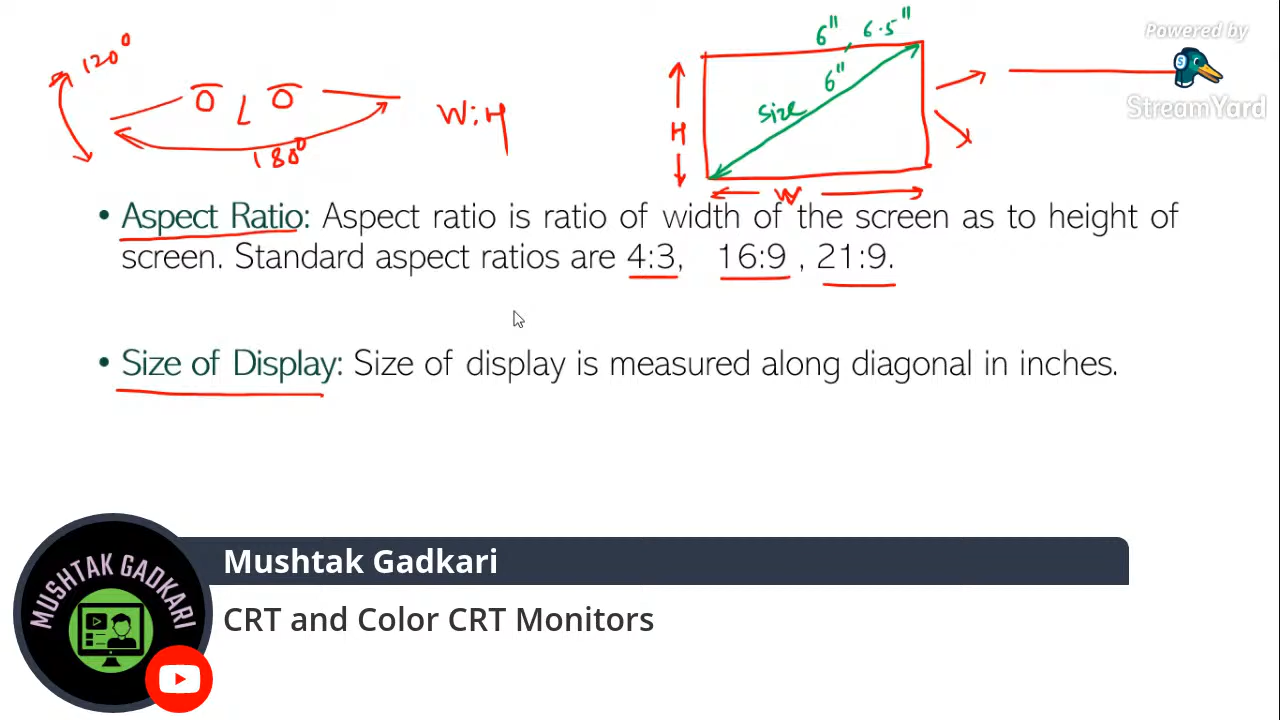 120°
180°
W:H
6", 6.5"
6"
size
H
W
Powered by
StreamYard
• Aspect Ratio: Aspect ratio is ratio of width of the screen as to height of
screen. Standard aspect ratios are 4:3, 16:9 , 21:9.
• Size of Display: Size of display is measured along diagonal in inches.
MUSHTAK GADKARI
Mushtak Gadkari
CRT and Color CRT Monitors